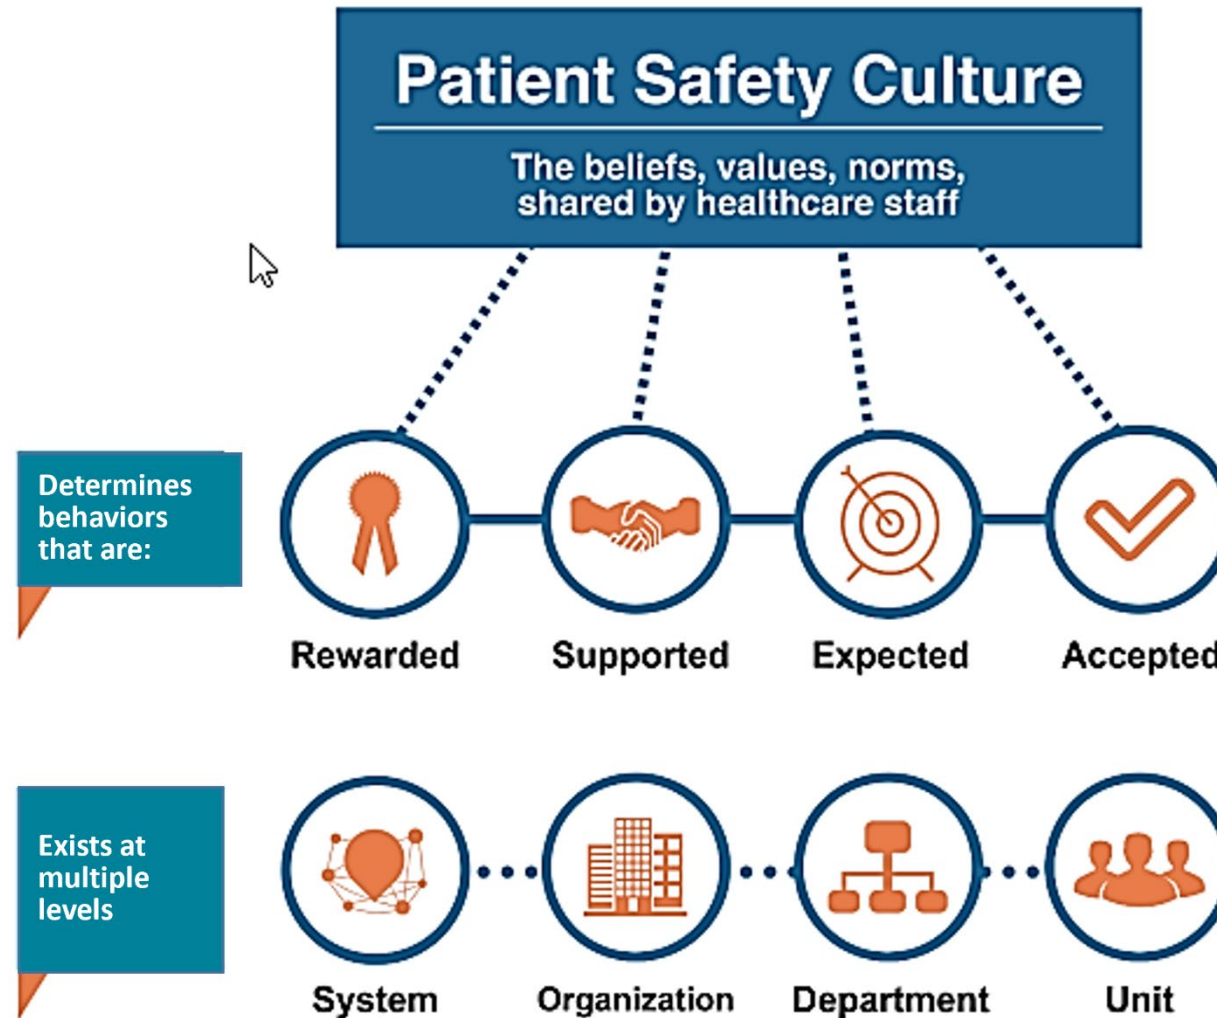 Patient Safety Culture
The beliefs, values, norms,
shared by healthcare staff
Determines
behaviors
that are:
Rewarded
Supported
Expected
Accepted
Exists at
multiple
levels
System
Organization
Department
Unit